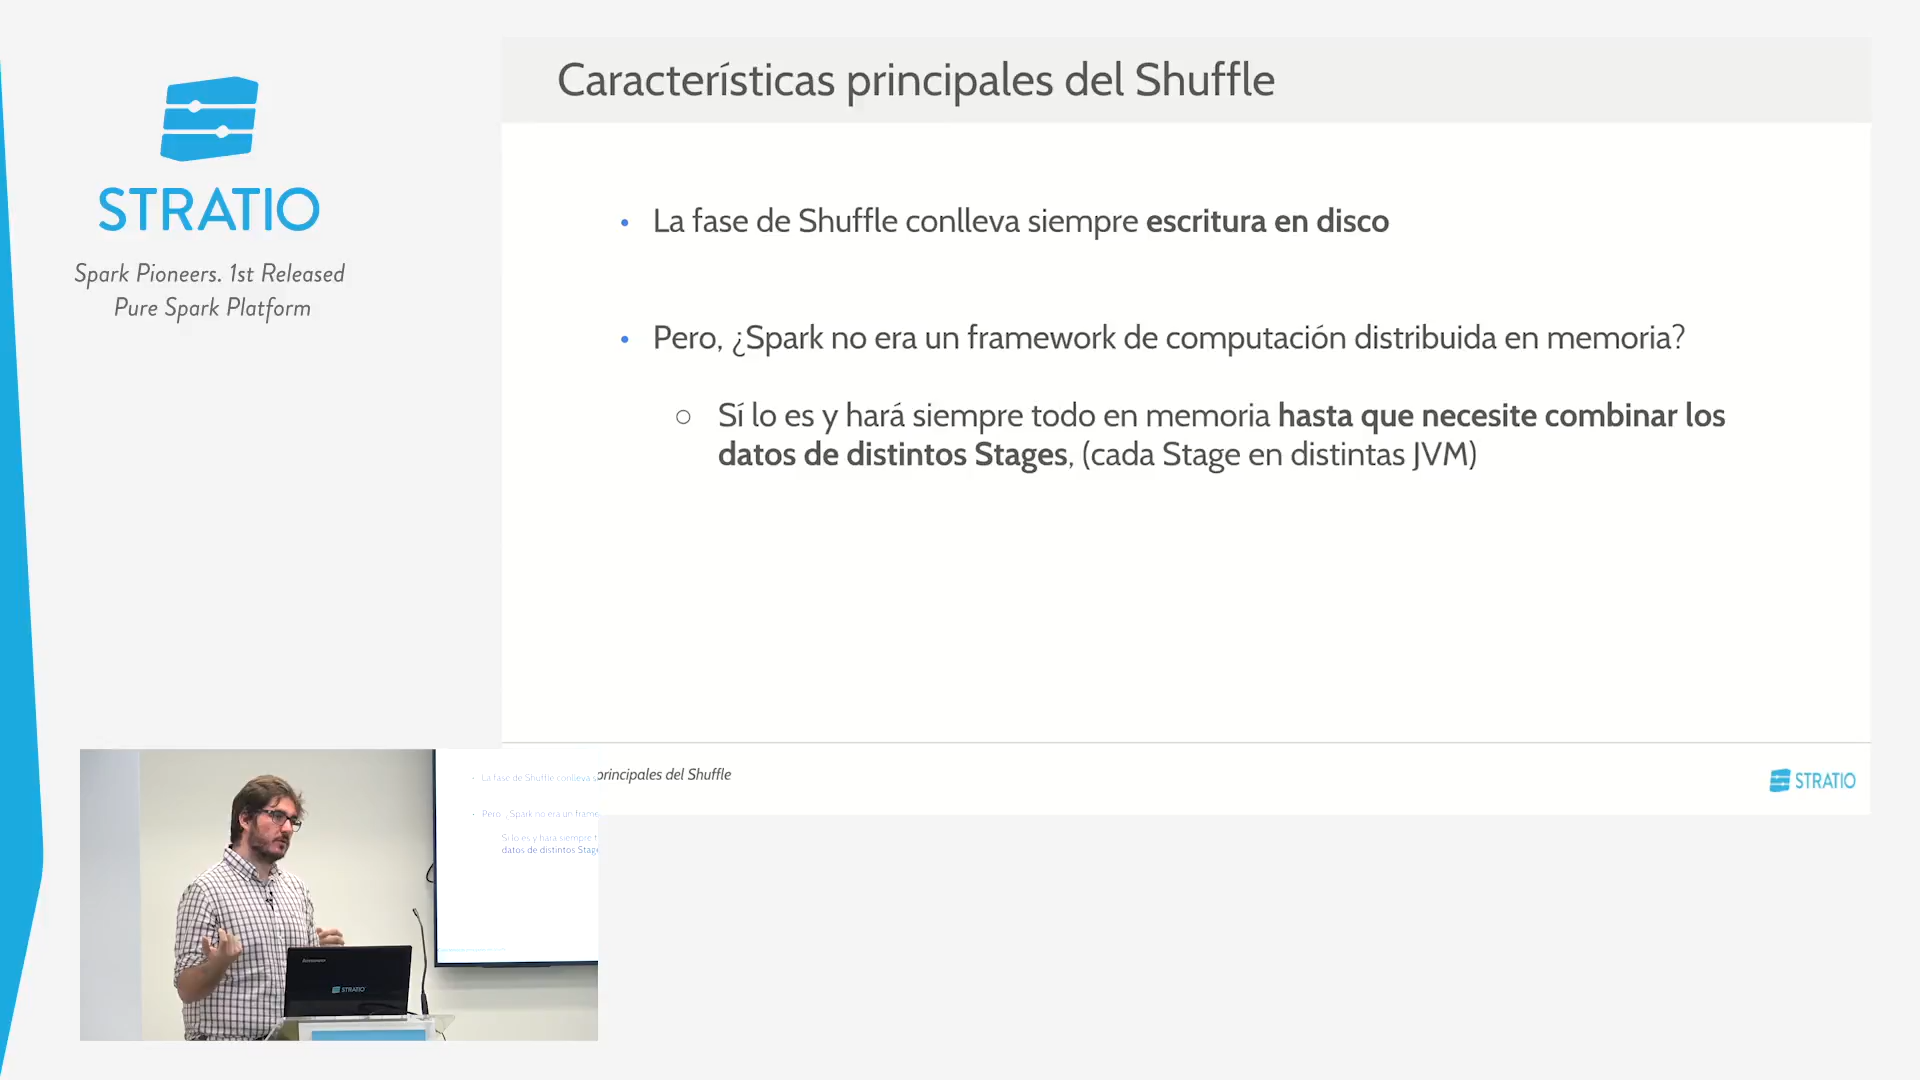 STRATIO
Spark Pioneers. 1st Released
Pure Spark Platform
Características principales del Shuffle
• La fase de Shuffle conlleva siempre escritura en disco
• Pero, ¿Spark no era un framework de computación distribuida en memoria?
○ Sí lo es y hará siempre todo en memoria hasta que necesite combinar los
datos de distintos Stages, (cada Stage en distintas JVM)
principales del Shuffle
STRATIO
• La fase de Shuffle conlleva s
• Pero, ¿Spark no era un frame
Sí lo es y hará siempre t
datos de distintos Stage
lenovo
STRATIO